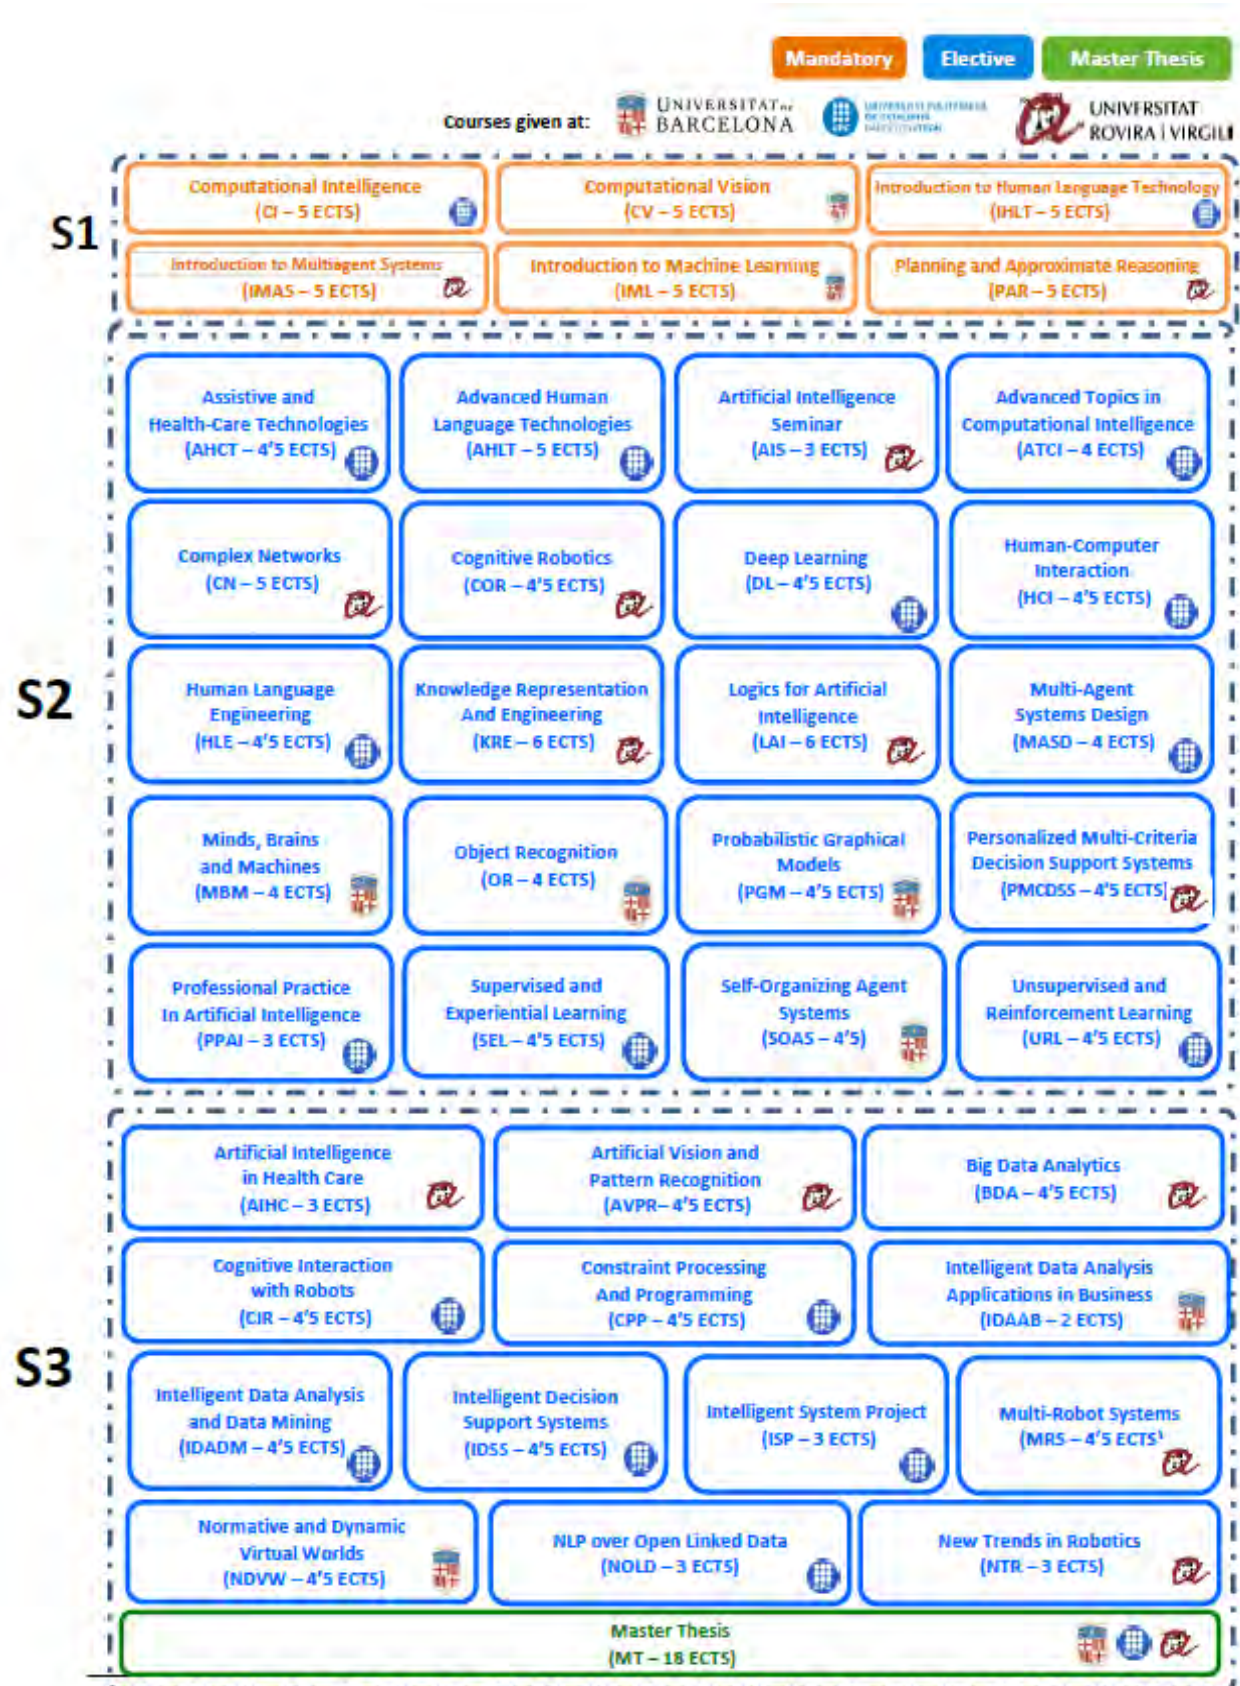 Mandatory
Elective
Master Thesis
Courses given at:
UNIVERSITAT DE
BARCELONA
UNIVERSITAT POLITÈCNICA
DE CATALUNYA
UNIVERSITAT
ROVIRA I VIRGILI
S1
Computational Intelligence
(CI – 5 ECTS)
Computational Vision
(CV – 5 ECTS)
Introduction to Human Language Technology
(IHLT – 5 ECTS)
Introduction to Multiagent Systems
(IMAS – 5 ECTS)
Introduction to Machine Learning
(IML – 5 ECTS)
Planning and Approximate Reasoning
(PAR – 5 ECTS)
S2
Assistive and
Health-Care Technologies
(AHCT – 4'5 ECTS)
Advanced Human
Language Technologies
(AHLT – 5 ECTS)
Artificial Intelligence
Seminar
(AIS – 3 ECTS)
Advanced Topics in
Computational Intelligence
(ATCI – 4 ECTS)
Complex Networks
(CN – 5 ECTS)
Cognitive Robotics
(COR – 4'5 ECTS)
Deep Learning
(DL – 4'5 ECTS)
Human-Computer
Interaction
(HCI – 4'5 ECTS)
Human Language
Engineering
(HLE – 4'5 ECTS)
Knowledge Representation
And Engineering
(KRE – 6 ECTS)
Logics for Artificial
Intelligence
(LAI – 6 ECTS)
Multi-Agent
Systems Design
(MASD – 4 ECTS)
Minds, Brains
and Machines
(MBM – 4 ECTS)
Object Recognition
(OR – 4 ECTS)
Probabilistic Graphical
Models
(PGM – 4'5 ECTS)
Personalized Multi-Criteria
Decision Support Systems
(PMCDSS – 4'5 ECTS)
Professional Practice
In Artificial Intelligence
(PPAI – 3 ECTS)
Supervised and
Experiential Learning
(SEL – 4'5 ECTS)
Self-Organizing Agent
Systems
(SOAS – 4'5)
Unsupervised and
Reinforcement Learning
(URL – 4'5 ECTS)
S3
Artificial Intelligence
in Health Care
(AIHC – 3 ECTS)
Artificial Vision and
Pattern Recognition
(AVPR– 4'5 ECTS)
Big Data Analytics
(BDA – 4'5 ECTS)
Cognitive Interaction
with Robots
(CIR – 4'5 ECTS)
Constraint Processing
And Programming
(CPP – 4'5 ECTS)
Intelligent Data Analysis
Applications in Business
(IDAAB – 2 ECTS)
Intelligent Data Analysis
and Data Mining
(IDADM – 4'5 ECTS)
Intelligent Decision
Support Systems
(IDSS – 4'5 ECTS)
Intelligent System Project
(ISP – 3 ECTS)
Multi-Robot Systems
(MRS – 4'5 ECTS)
Normative and Dynamic
Virtual Worlds
(NDVW – 4'5 ECTS)
NLP over Open Linked Data
(NOLD – 3 ECTS)
New Trends in Robotics
(NTR – 3 ECTS)
Master Thesis
(MT – 18 ECTS)